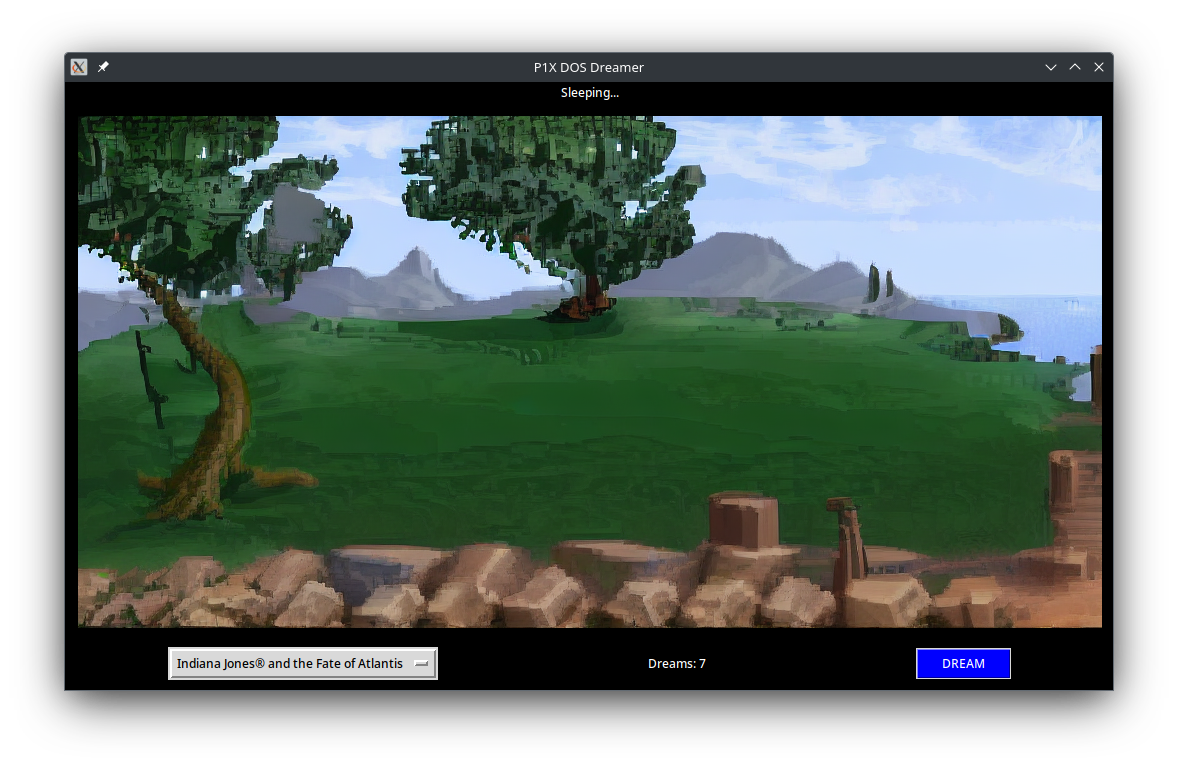 P1X DOS Dreamer
Sleeping...
Indiana Jones® and the Fate of Atlantis
Dreams: 7
DREAM